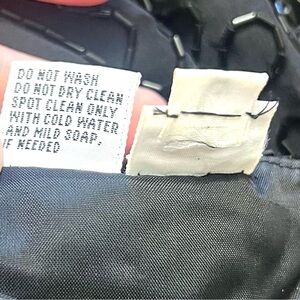 DO NOT WASH
DO NOT DRY CLEAN
SPOT CLEAN ONLY
WITH COLD WATER
AND MILD SOAP,
IF NEEDED